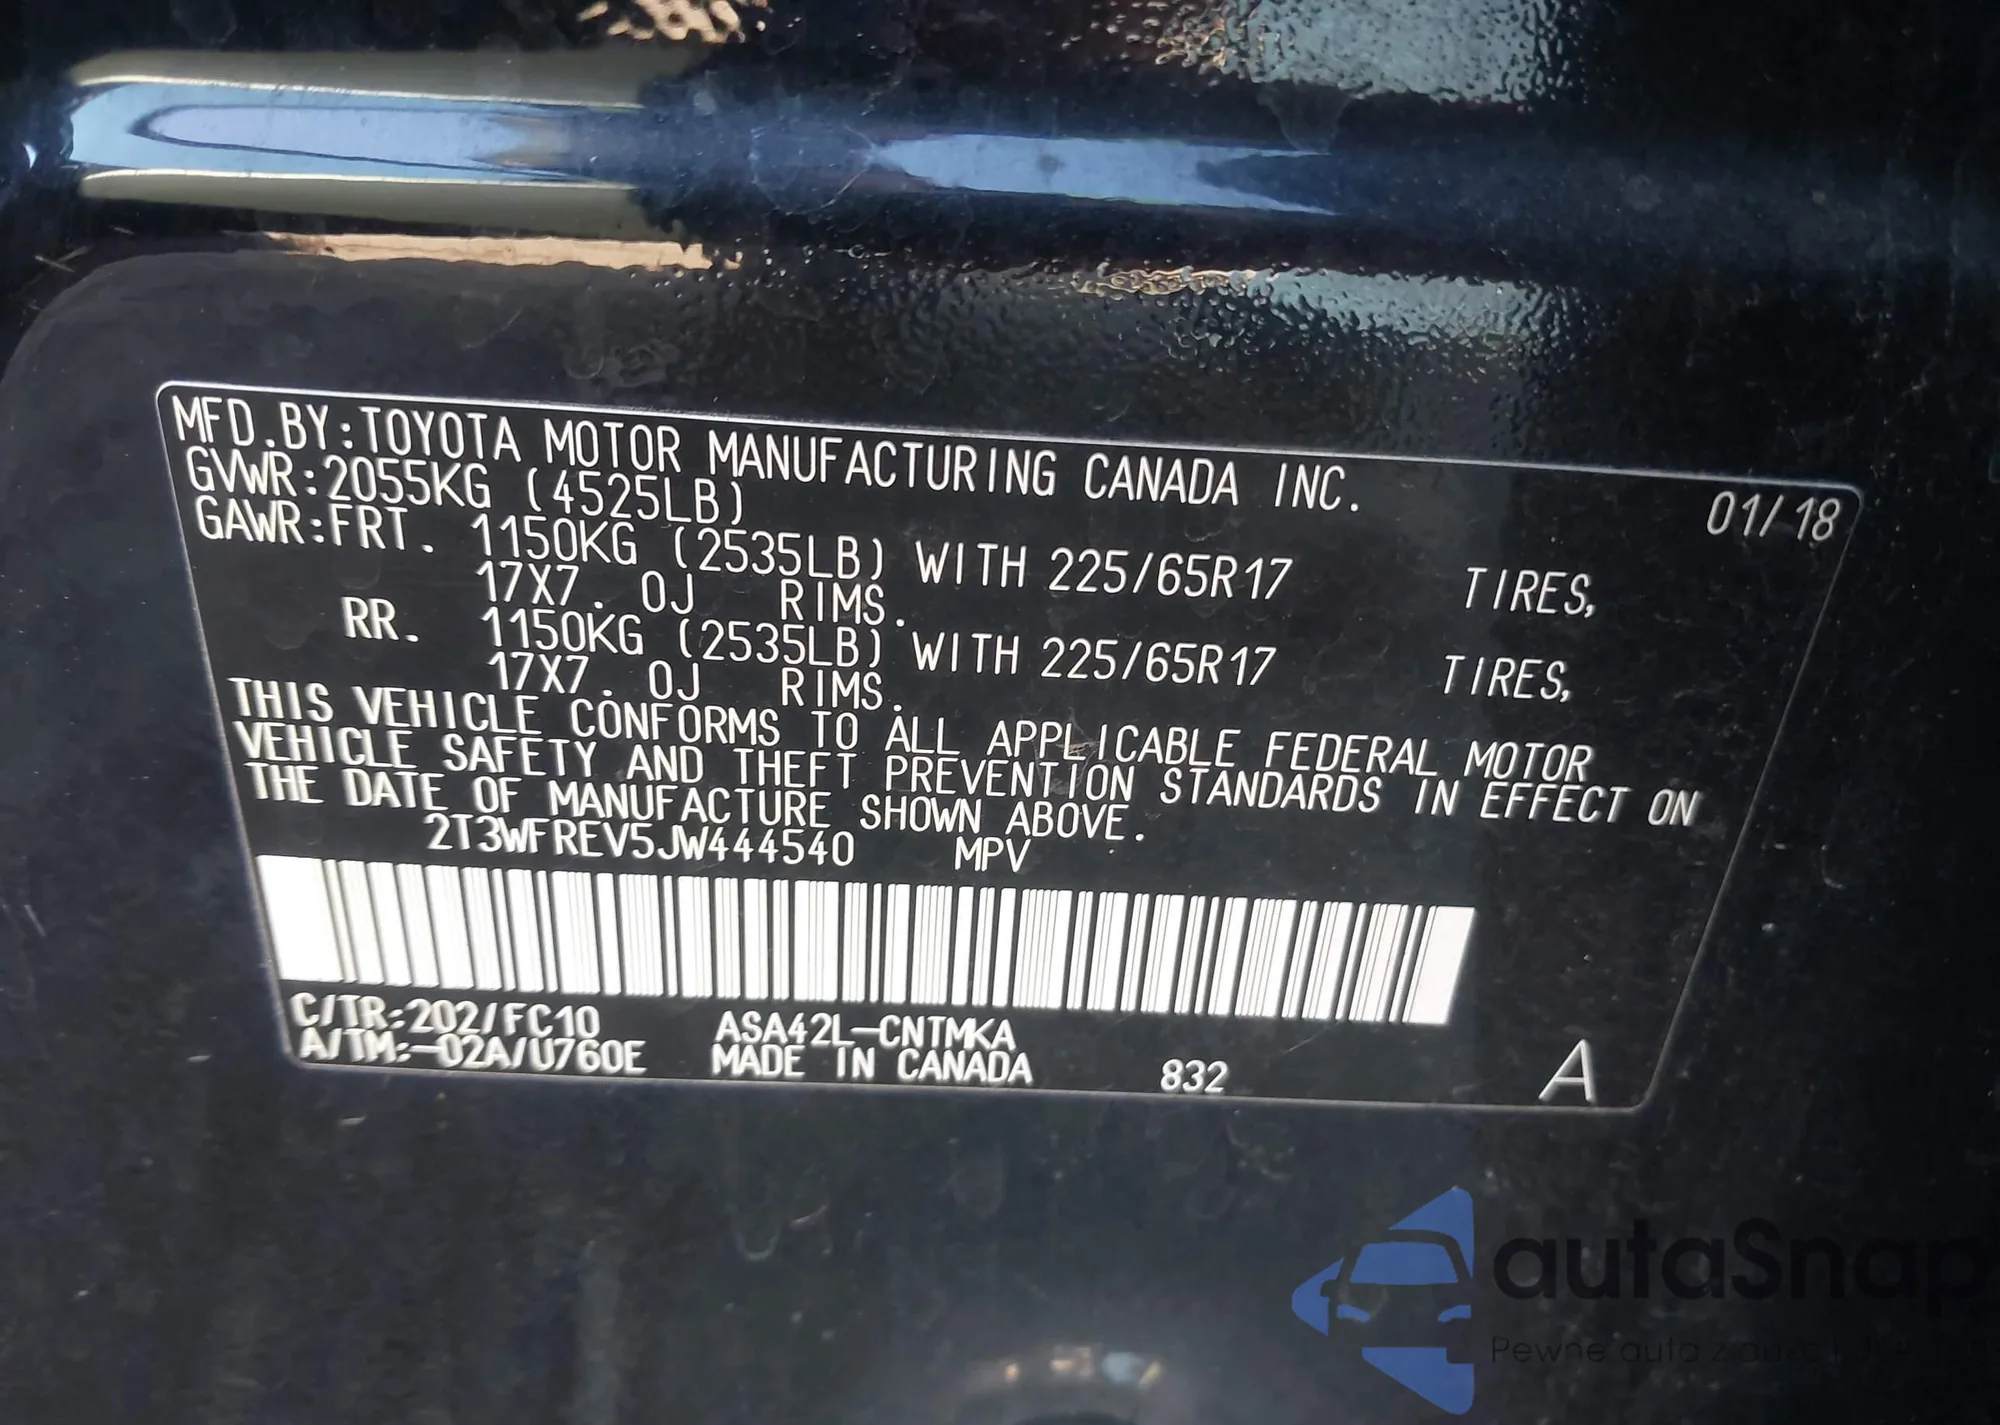 MFD.BY:TOYOTA MOTOR MANUFACTURING CANADA INC. 01/18
GVWR:2055KG (4525LB)
GAWR:FRT. 1150KG (2535LB) WITH 225/65R17 TIRES,
17X7.0J RIMS.
RR. 1150KG (2535LB) WITH 225/65R17 TIRES,
17X7.0J RIMS.
THIS VEHICLE CONFORMS TO ALL APPLICABLE FEDERAL MOTOR
VEHICLE SAFETY AND THEFT PREVENTION STANDARDS IN EFFECT ON
THE DATE OF MANUFACTURE SHOWN ABOVE.
2T3WFREV5JW444540 MPV
C/TR:202/FC10 ASA42L-CNTMKA
A/TM:-02A/U760E MADE IN CANADA 832 A
autaSnap
Pewne auta z